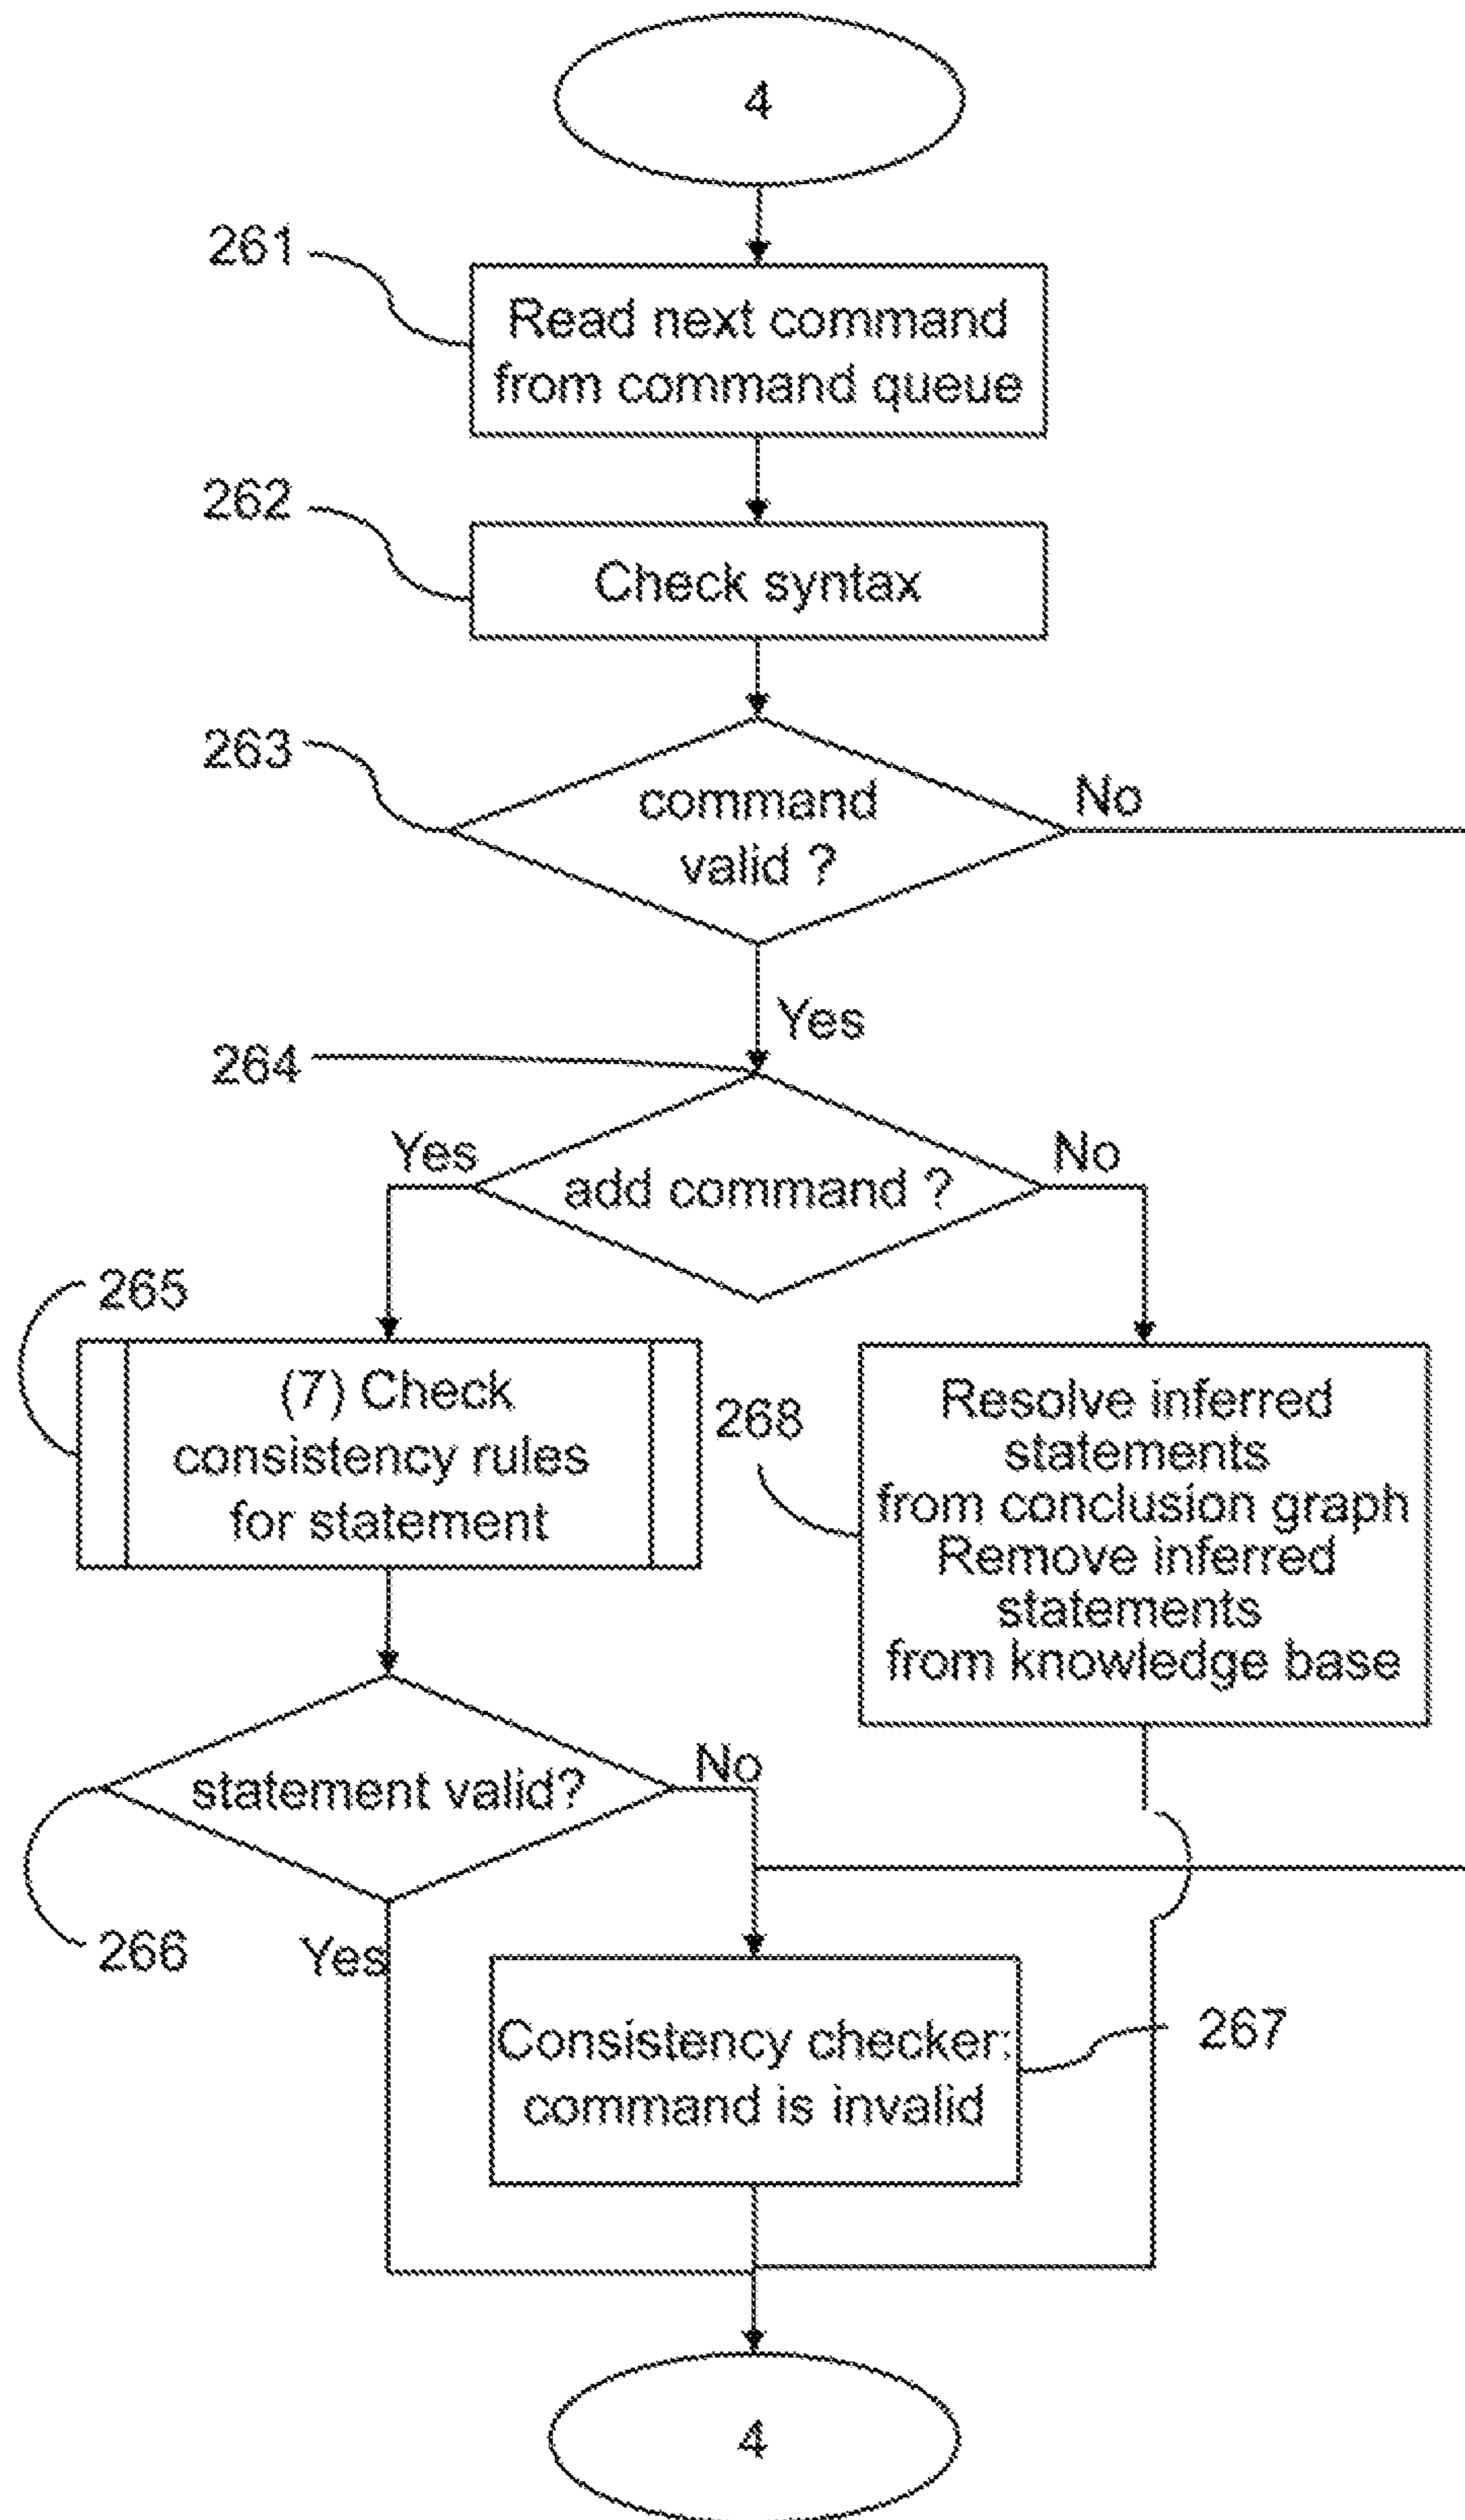 4
261
Read next command
from command queue
262
Check syntax
263
command
valid ?
No
Yes
264
Yes
add command ?
No
265
(7) Check
consistency rules
for statement
268
Resolve inferred
statements
from conclusion graph
Remove inferred
statements
from knowledge base
statement valid?
No
266
Yes
Consistency checker:
command is invalid
267
4